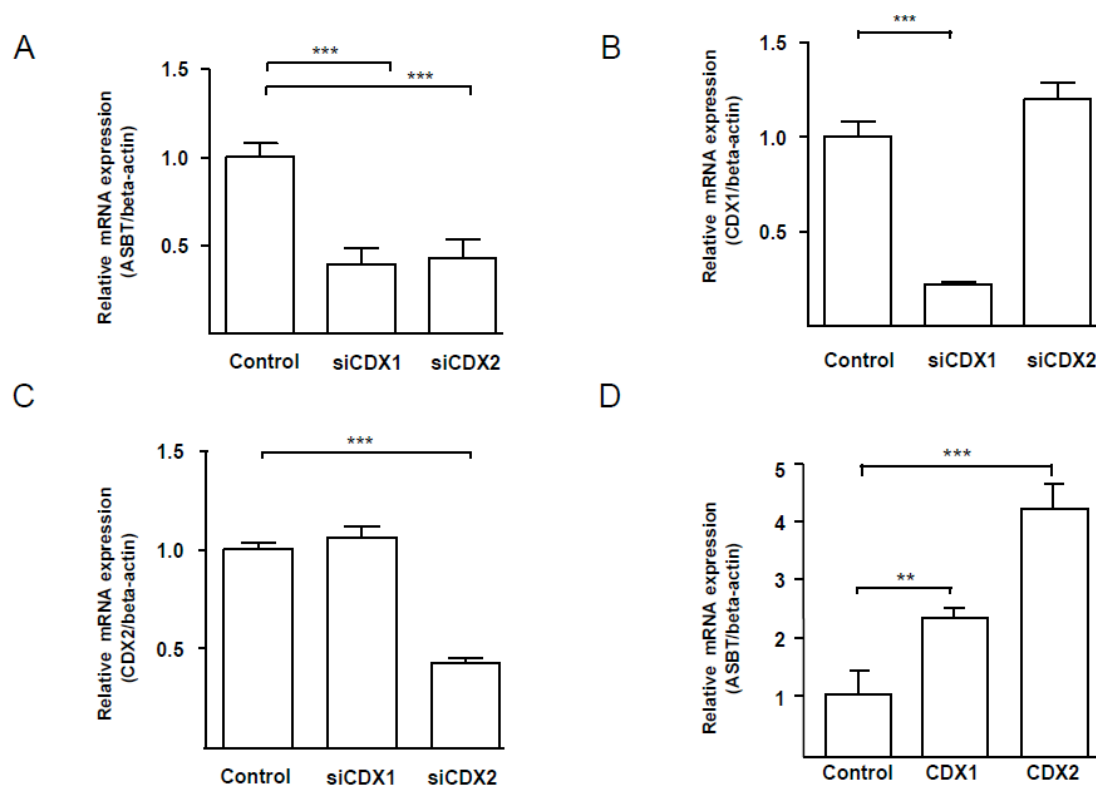 A
Relative mRNA expression
(ASBT/beta-actin)
1.5
1.0
0.5
***
***
Control siCDX1 siCDX2
B
Relative mRNA expression
(CDX1/beta-actin)
1.5
1.0
0.5
***
Control siCDX1 siCDX2
C
Relative mRNA expression
(CDX2/beta-actin)
1.5
1.0
0.5
***
Control siCDX1 siCDX2
D
Relative mRNA expression
(ASBT/beta-actin)
5
4
3
2
1
***
**
Control CDX1 CDX2